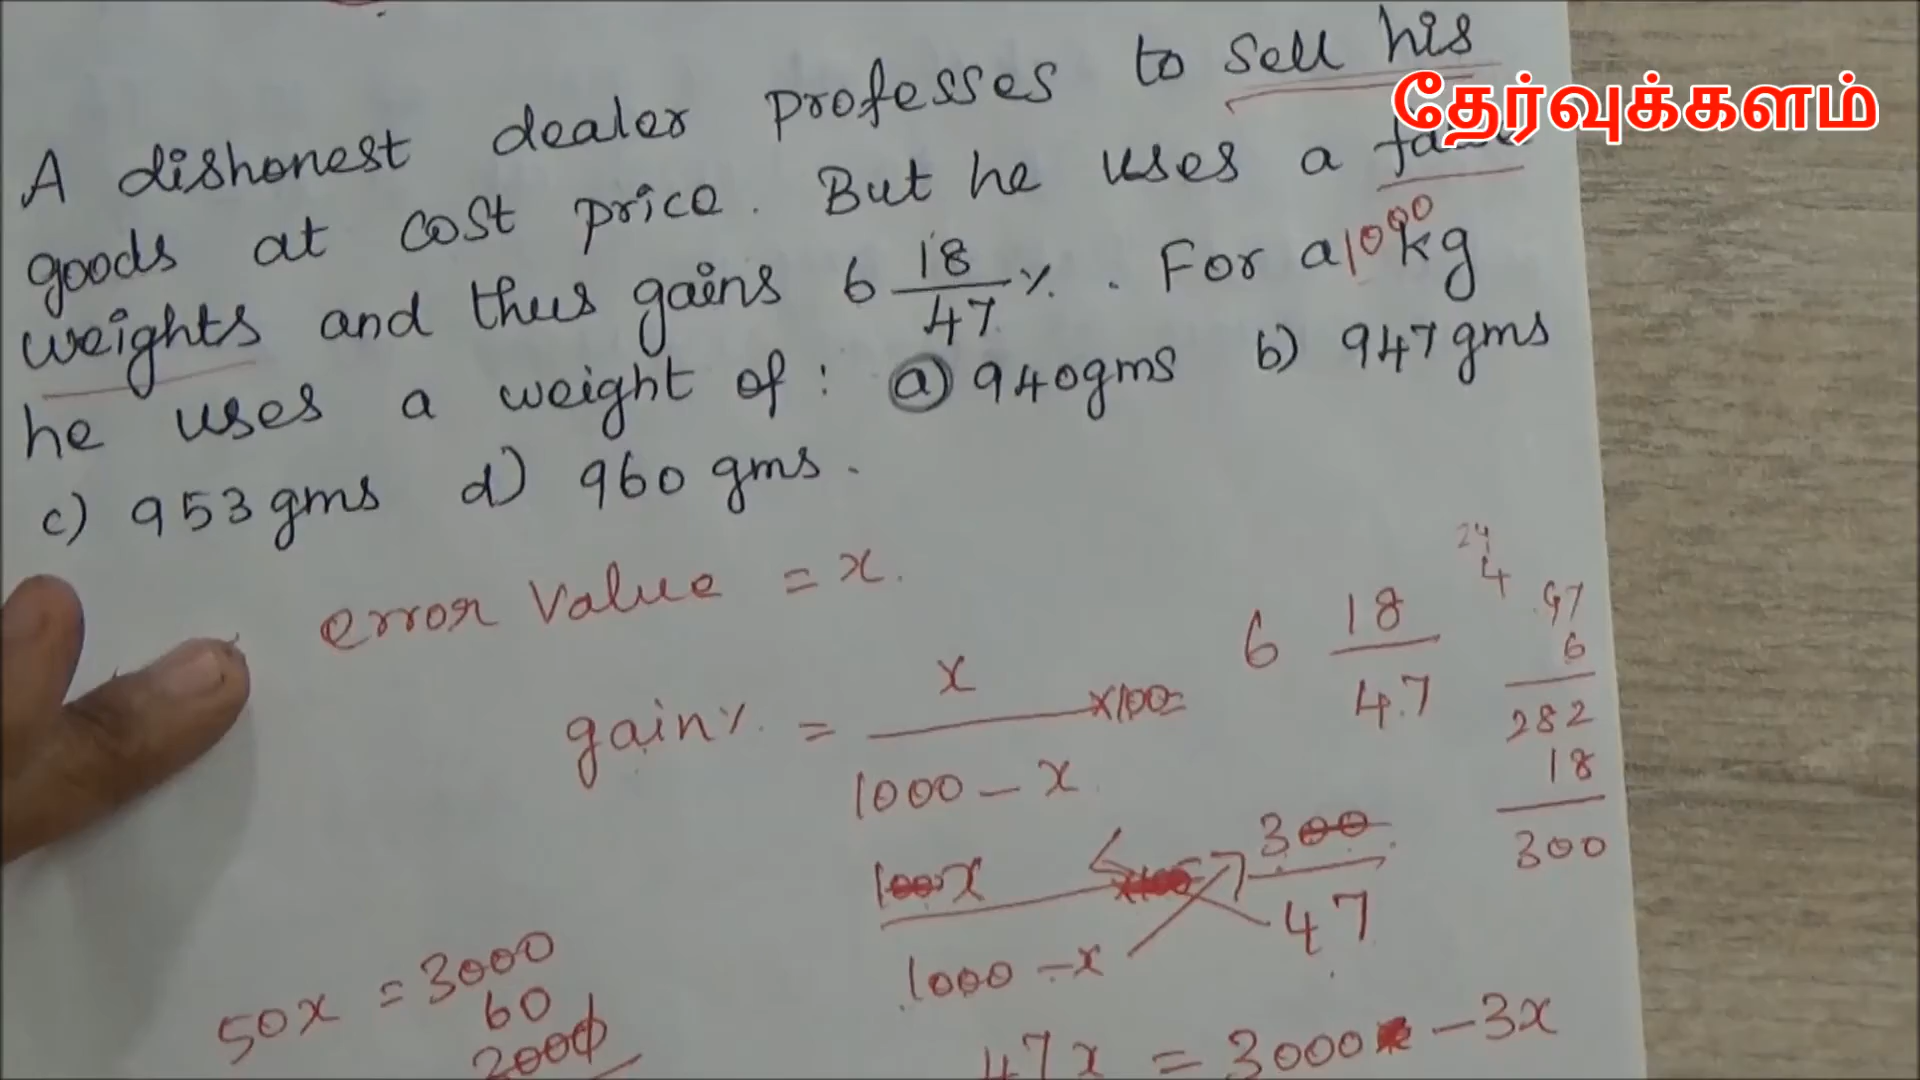 A dishonest dealer professes to sell his
தேர்வுக்களம்
goods at cost price. But he uses a
weights and thus gains 6 18/47 %. For a 1000 kg
he uses a weight of : a) 940gms b) 947gms
c) 953gms d) 960 gms.
error Value = x.
gain% = x/1000-x ×100= 6 18/47
24
4
47
6
282
18
300
100x/1000-x 300/47
47x = 3000 -3x
50x = 3000
60